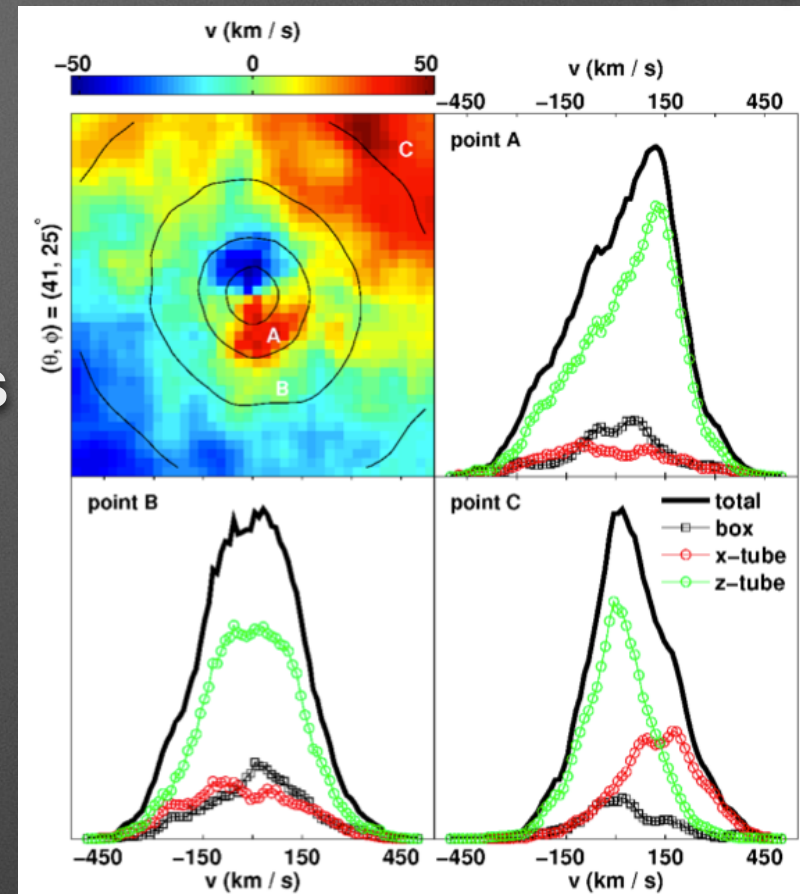 v (km / s)
−50 0 50
v (km / s)
−450 −150 150 450
(θ, ϕ) = (41, 25°)
C
A
B
point A
s
point B
point C
total
box
x−tube
z−tube
−450 −150 150 450
v (km / s)
−450 −150 150 450
v (km / s)